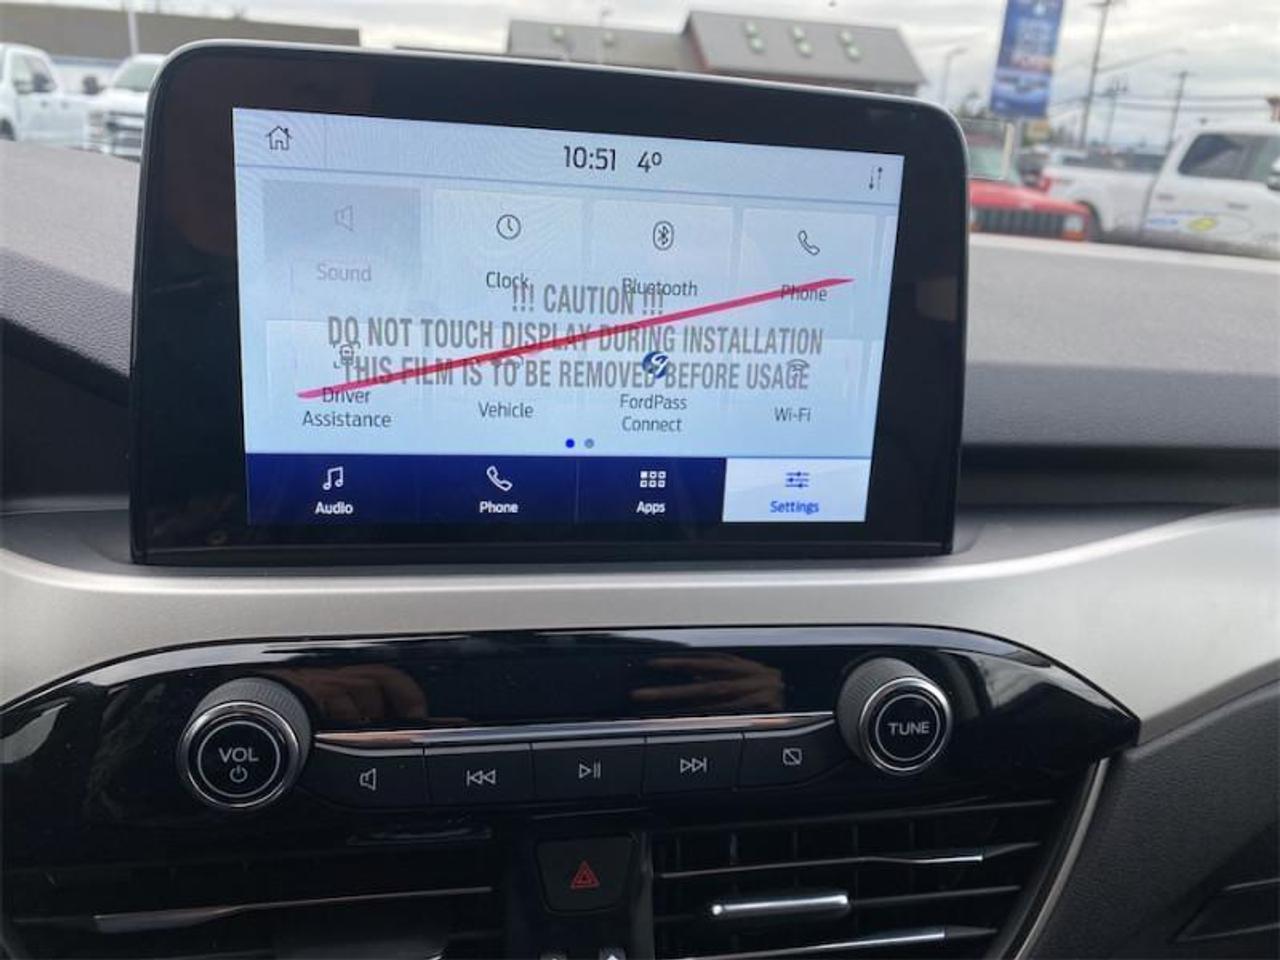 10:51 4°
Sound
Clock
Bluetooth
Phone
!!! CAUTION !!!
DO NOT TOUCH DISPLAY DURING INSTALLATION
THIS FILM IS TO BE REMOVED BEFORE USAGE
Driver
Assistance
Vehicle
FordPass
Connect
Wi-Fi
Audio
Phone
Apps
Settings
VOL
TUNE